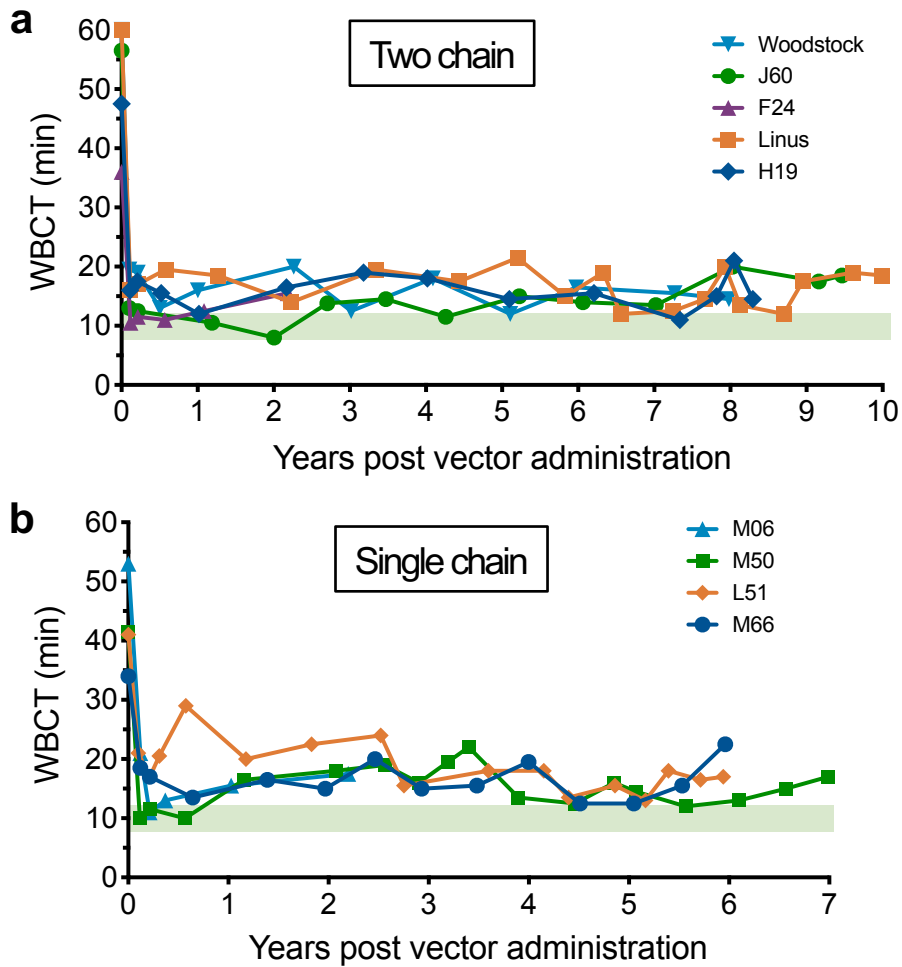 a
Two chain
Woodstock
J60
F24
Linus
H19
WBCT (min)
60
50
40
30
20
10
0
0 1 2 3 4 5 6 7 8 9 10
Years post vector administration
b
Single chain
M06
M50
L51
M66
WBCT (min)
60
50
40
30
20
10
0
0 1 2 3 4 5 6 7
Years post vector administration